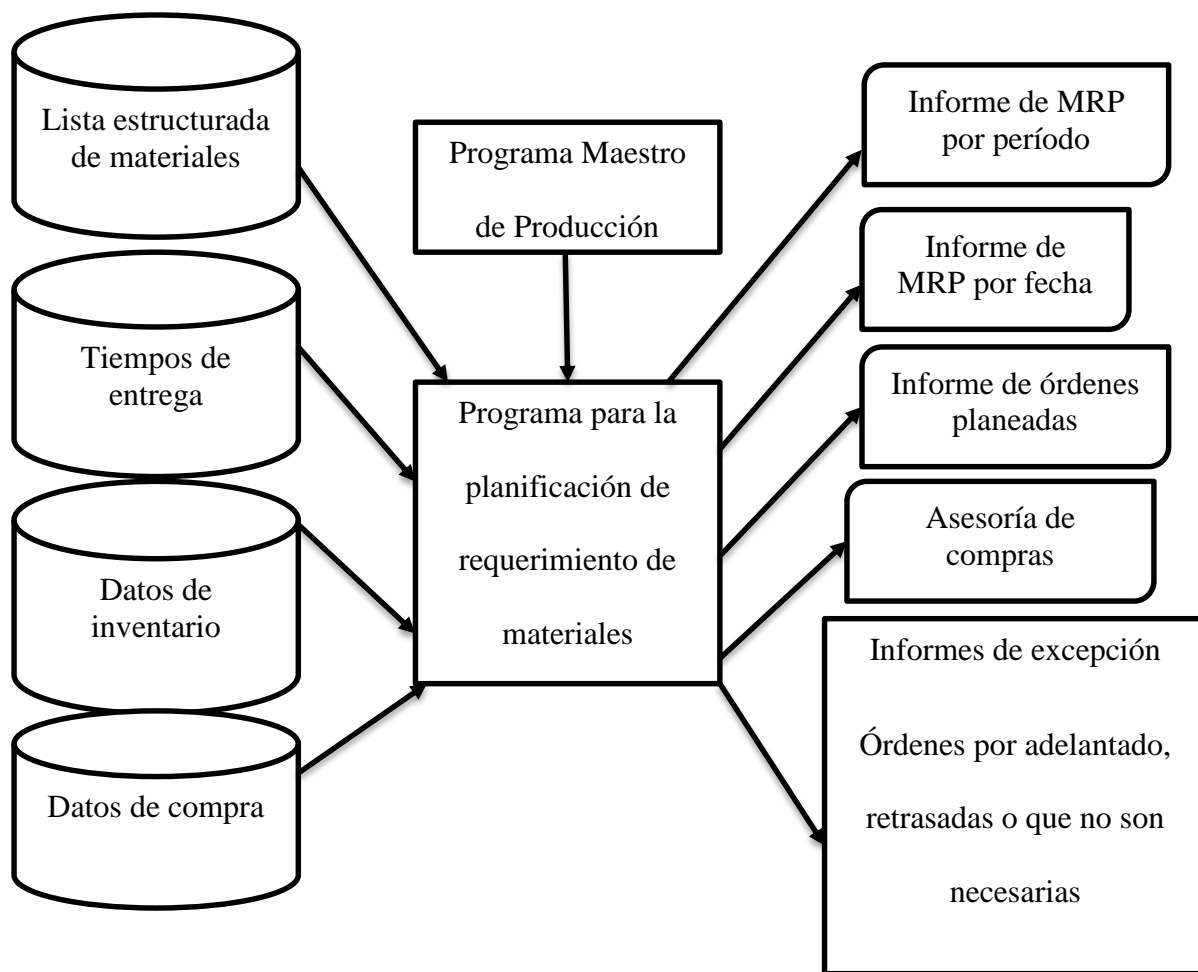 Lista estructurada
de materiales
Tiempos de
entrega
Datos de
inventario
Datos de compra
Programa Maestro
de Producción
Programa para la
planificación de
requerimiento de
materiales
Informe de MRP
por período
Informe de
MRP por fecha
Informe de órdenes
planeadas
Asesoría de
compras
Informes de excepción
Órdenes por adelantado,
retrasadas o que no son
necesarias